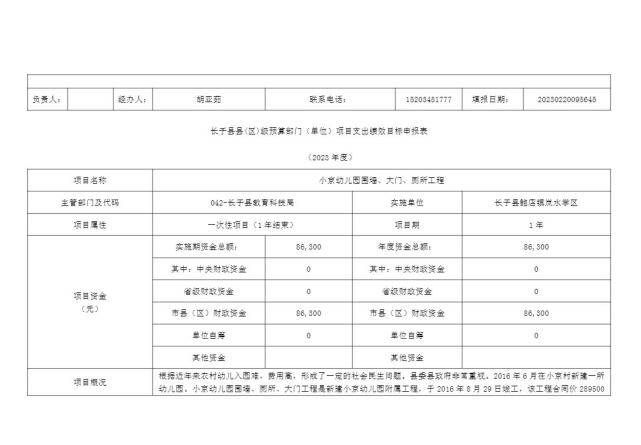 负责人： 经办人： 胡亚茹 联系电话： 15203451777 填报日期： 20230220095645
长子县县(区)级预算部门（单位）项目支出绩效目标申报表
（2023 年度）
项目名称 小京幼儿园围墙、大门、厕所工程
主管部门及代码 042-长子县教育科技局 实施单位 长子县鲍店镇岚水学区
项目属性 一次性项目（1 年结束） 项目期 1 年
项目资金（元） 实施期资金总额： 86,300 年度资金总额： 86,300
其中：中央财政资金 0 其中：中央财政资金 0
省级财政资金 0 省级财政资金 0
市县（区）财政资金 86,300 市县（区）财政资金 86,300
单位自筹 0 单位自筹 0
其他资金 其他资金
项目概况 根据近年来农村幼儿入园难、费用高，形成了一定的社会民生问题，县委县政府非常重视。2016 年 6 月在小京村新建一所
幼儿园。小京幼儿园围墙、厕所、大门工程是新建小京幼儿园附属工程，于 2016 年 8 月 29 日竣工，该工程合同价 289500